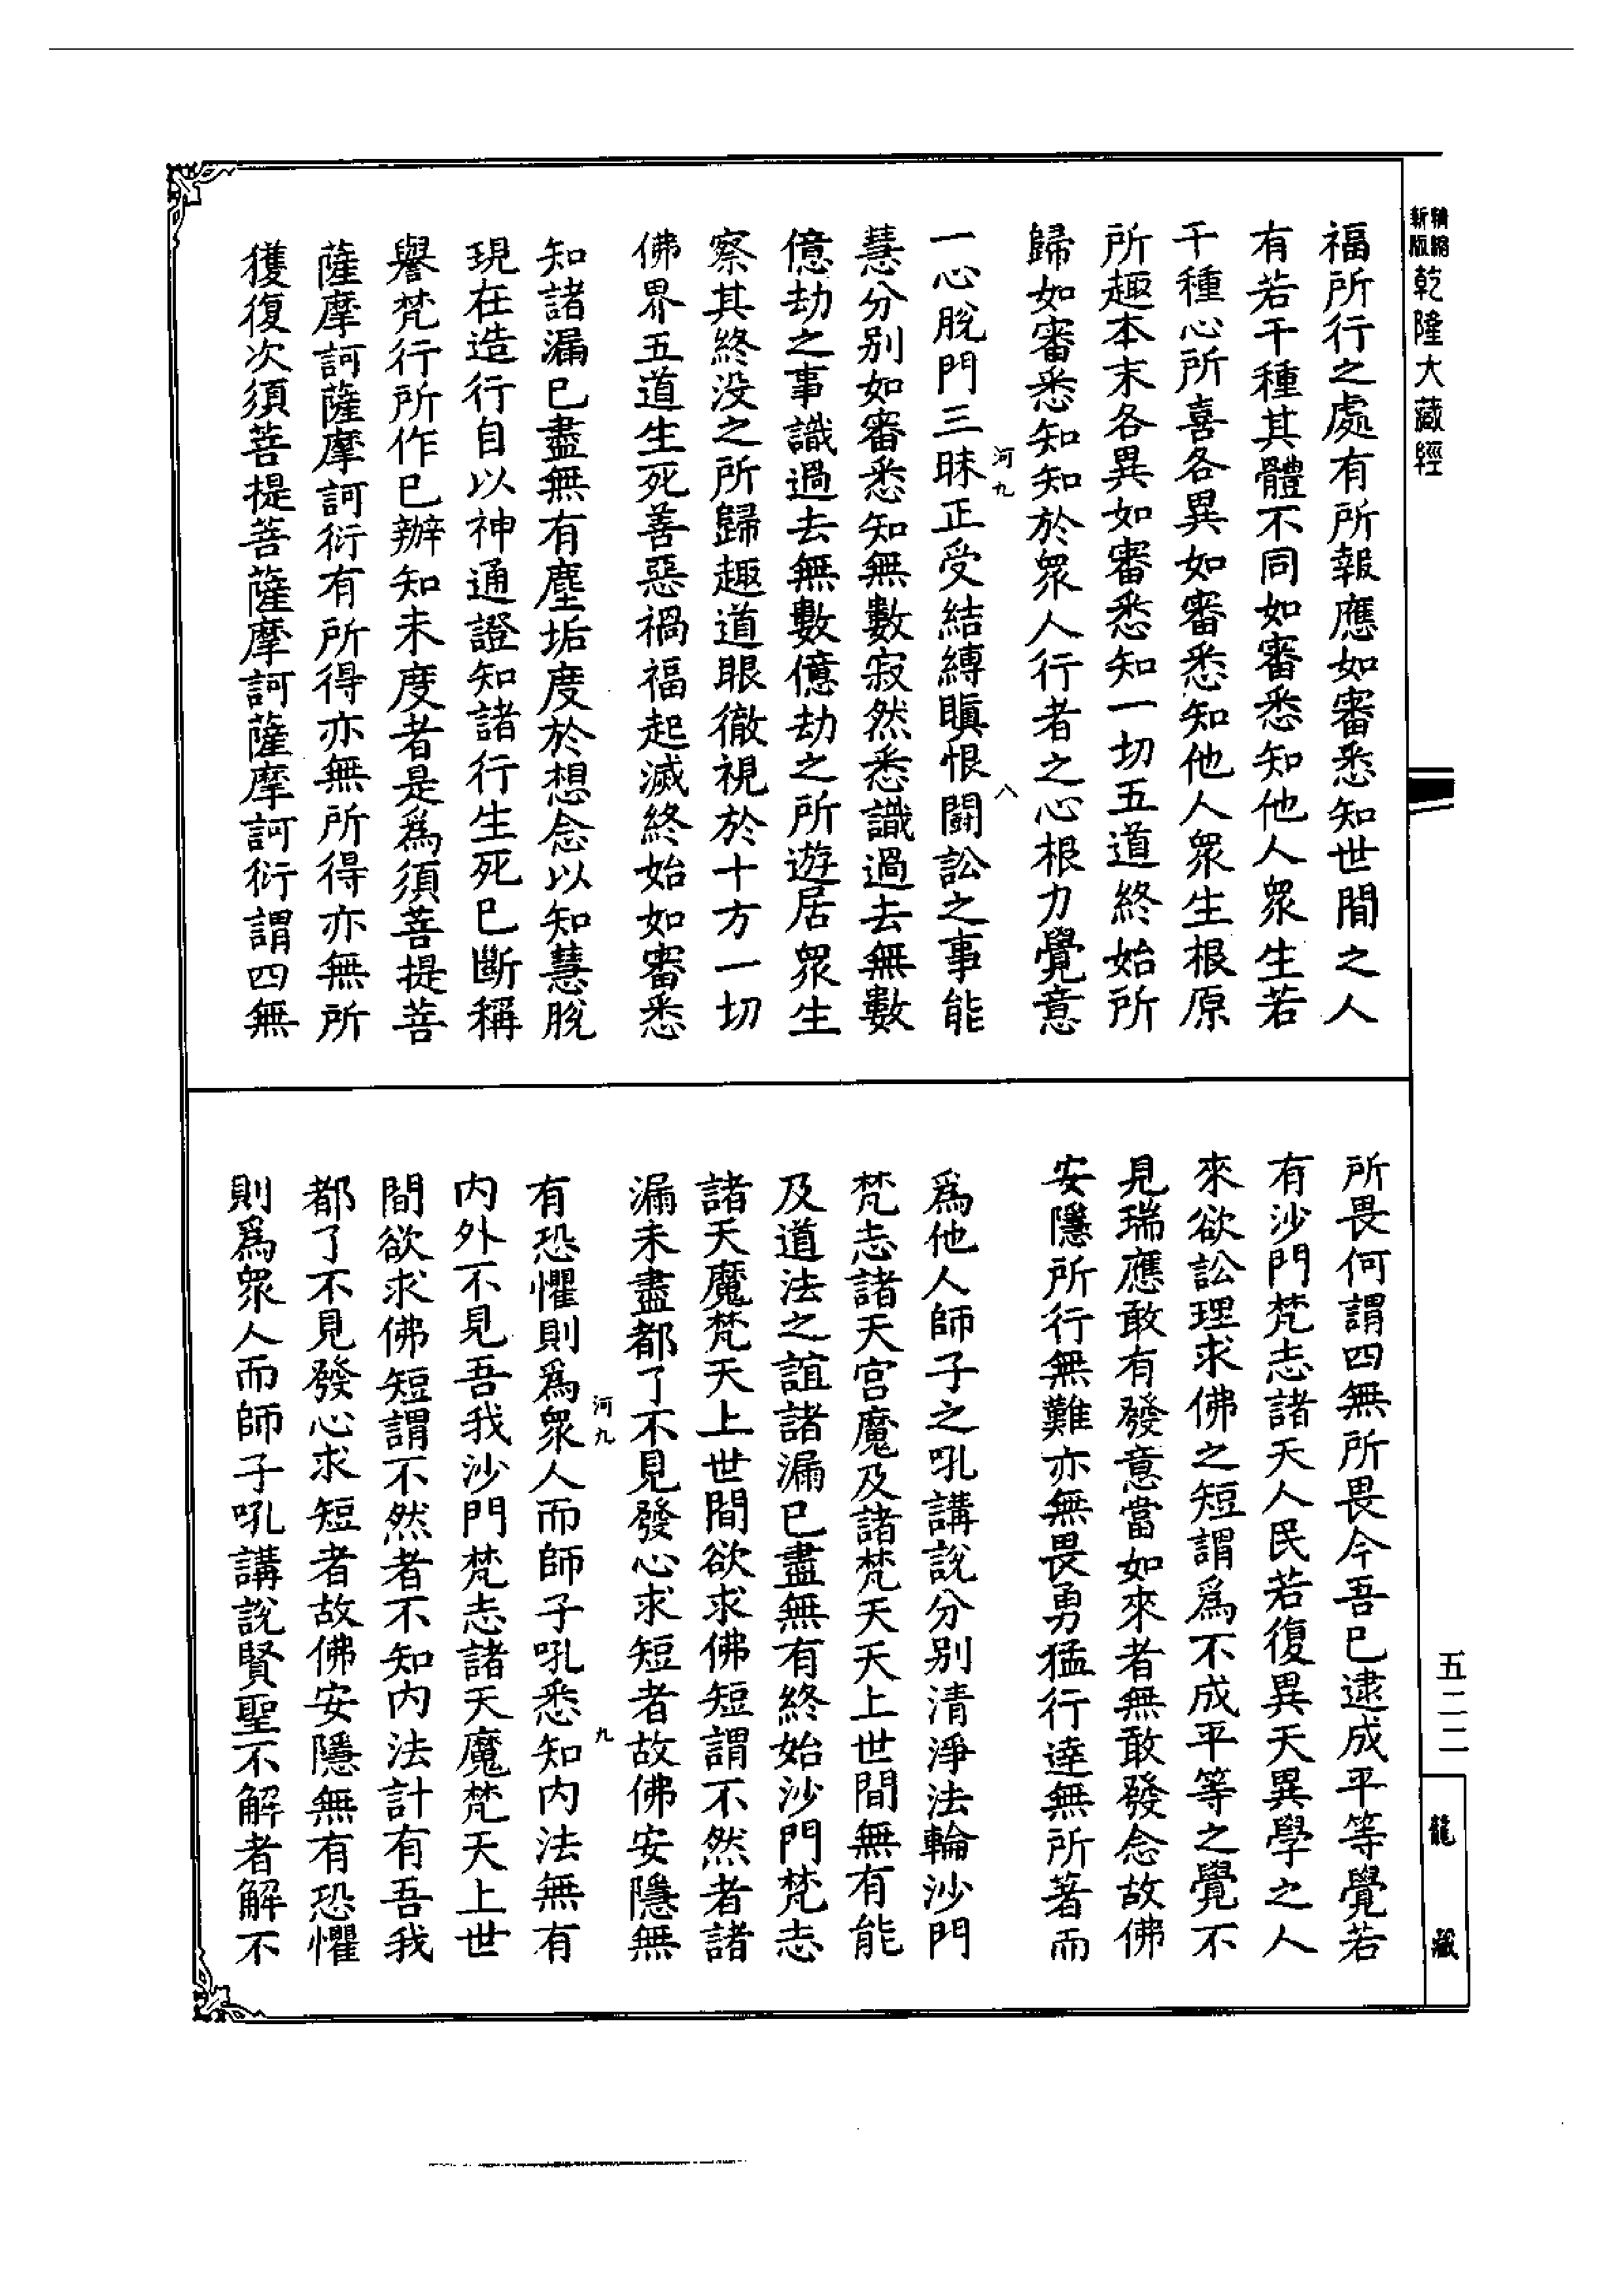 精縮
新版
乾隆大藏經
福所行之處有所報應如審悉知世間之人
有若干種其體不同如審悉知他人眾生若
干種心所喜各異如審悉知他人眾生根原
所趣本末各異如審悉知一切五道終始所
歸如審悉知知於眾人行者之心根力覺意
河九
八
一心脫門三昧正受結縛瞋恨鬪訟之事能
慧分別如審悉知無數寂然悉識過去無數
億劫之事識過去無數億劫之所遊居眾生
察其終没之所歸趣道眼徹視於十方一切
佛界五道生死善惡禍福起滅終始如審悉
知諸漏已盡無有塵垢度於想念以知慧脫
現在造行自以神通證知諸行生死已斷稱
譽梵行所作已辦知未度者是爲須菩提菩
薩摩訶薩摩訶衍有所得亦無所得亦無所
獲復次須菩提菩薩摩訶薩摩訶衍謂四無
所畏何謂四無所畏今吾已逮成平等覺若
有沙門梵志諸天人民若復異天異學之人
來欲訟理求佛之短謂爲不成平等之覺不
見瑞應敢有發意當如來者無敢發念故佛
安隱所行無難亦無畏勇猛行逹無所著而
爲他人師子之吼講說分别清淨法輪沙門
梵志諸天宫魔及諸梵天天上世間無有能
及道法之誼諸漏已盡無有終始沙門梵志
諸天魔梵天上世間欲求佛短謂不然者諸
漏未盡都了不見發心求短者故佛安隱無
河九
九
有恐懼則爲眾人而師子吼悉知内法無有
内外不見吾我沙門梵志諸天魔梵天上世
間欲求佛短謂不然者不知内法計有吾我
都了不見發心求短者故佛安隱無有恐懼
則爲眾人而師子吼講說賢聖不解者解不
五二二
龍藏